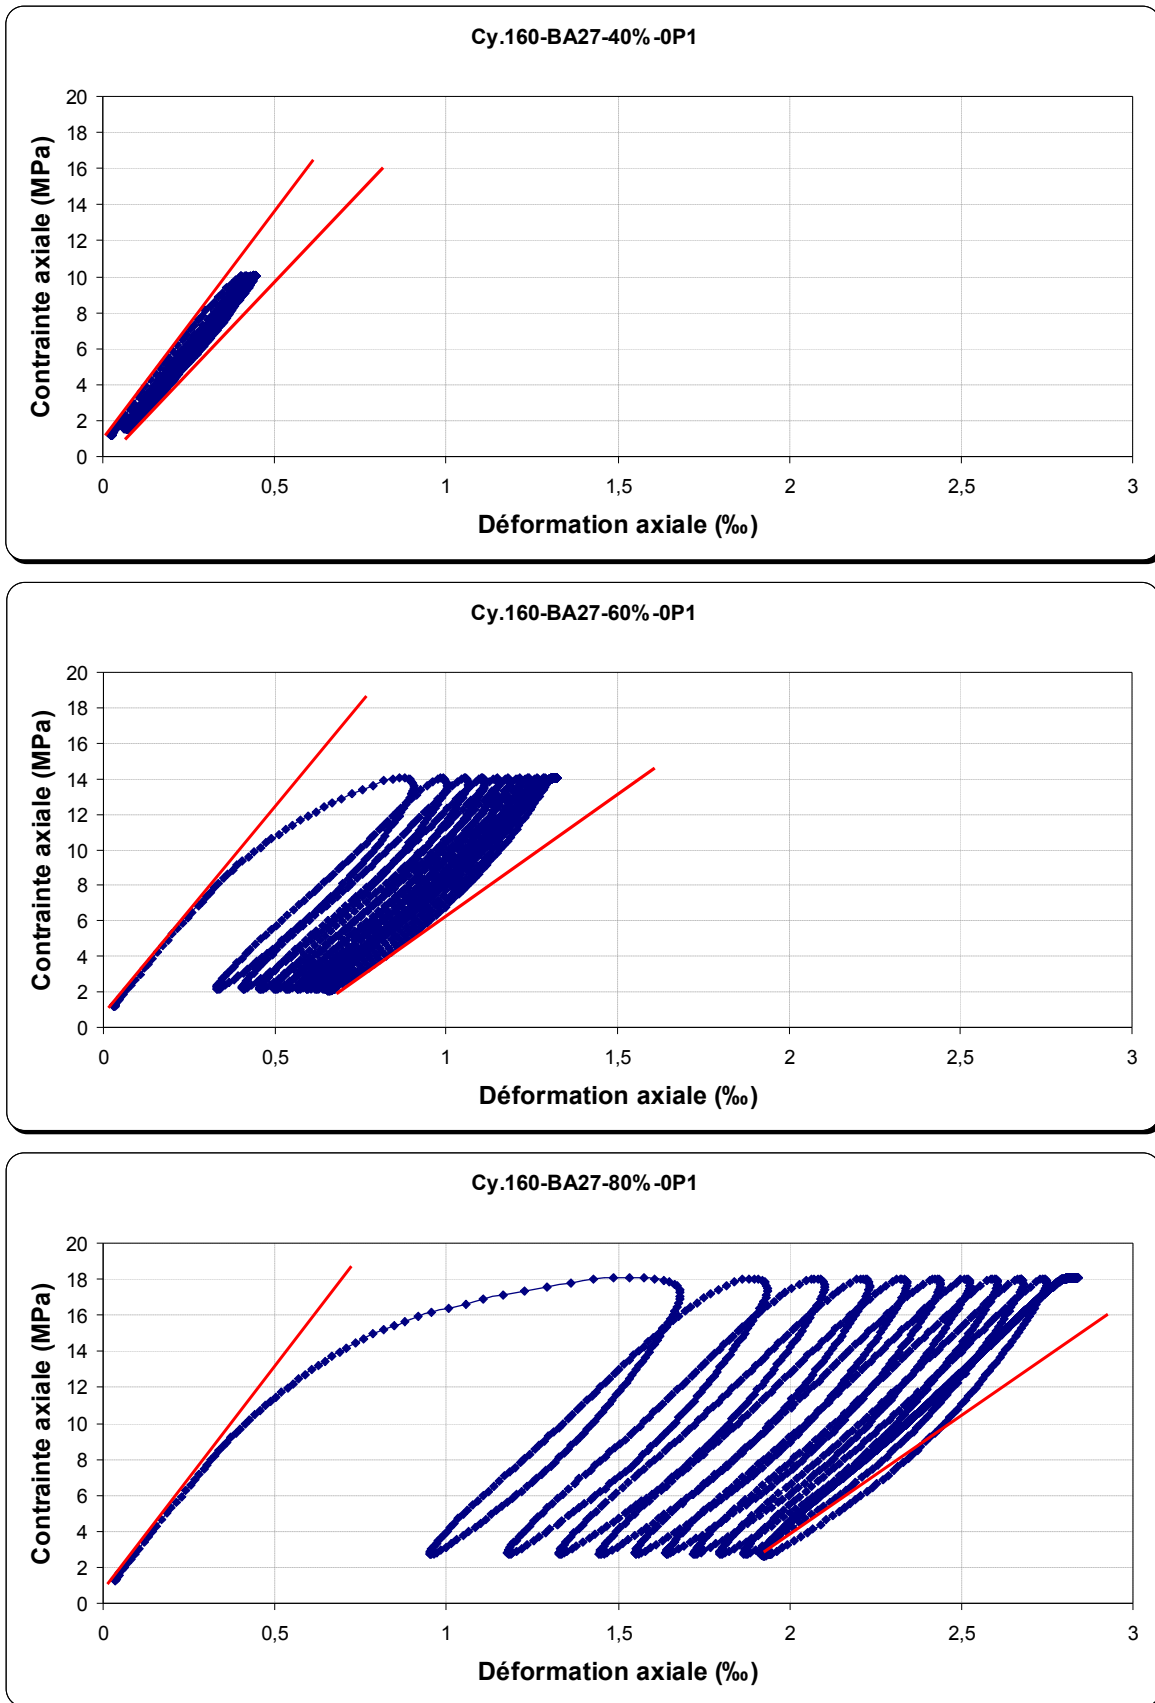 Cy.160-BA27-40%-0P1
Contrainte axiale (MPa)
20
18
16
14
12
10
8
6
4
2
0
0 0,5 1 1,5 2 2,5 3
Déformation axiale (‰)
Cy.160-BA27-60%-0P1
Contrainte axiale (MPa)
20
18
16
14
12
10
8
6
4
2
0
0 0,5 1 1,5 2 2,5 3
Déformation axiale (‰)
Cy.160-BA27-80%-0P1
Contrainte axiale (MPa)
20
18
16
14
12
10
8
6
4
2
0
0 0,5 1 1,5 2 2,5 3
Déformation axiale (‰)